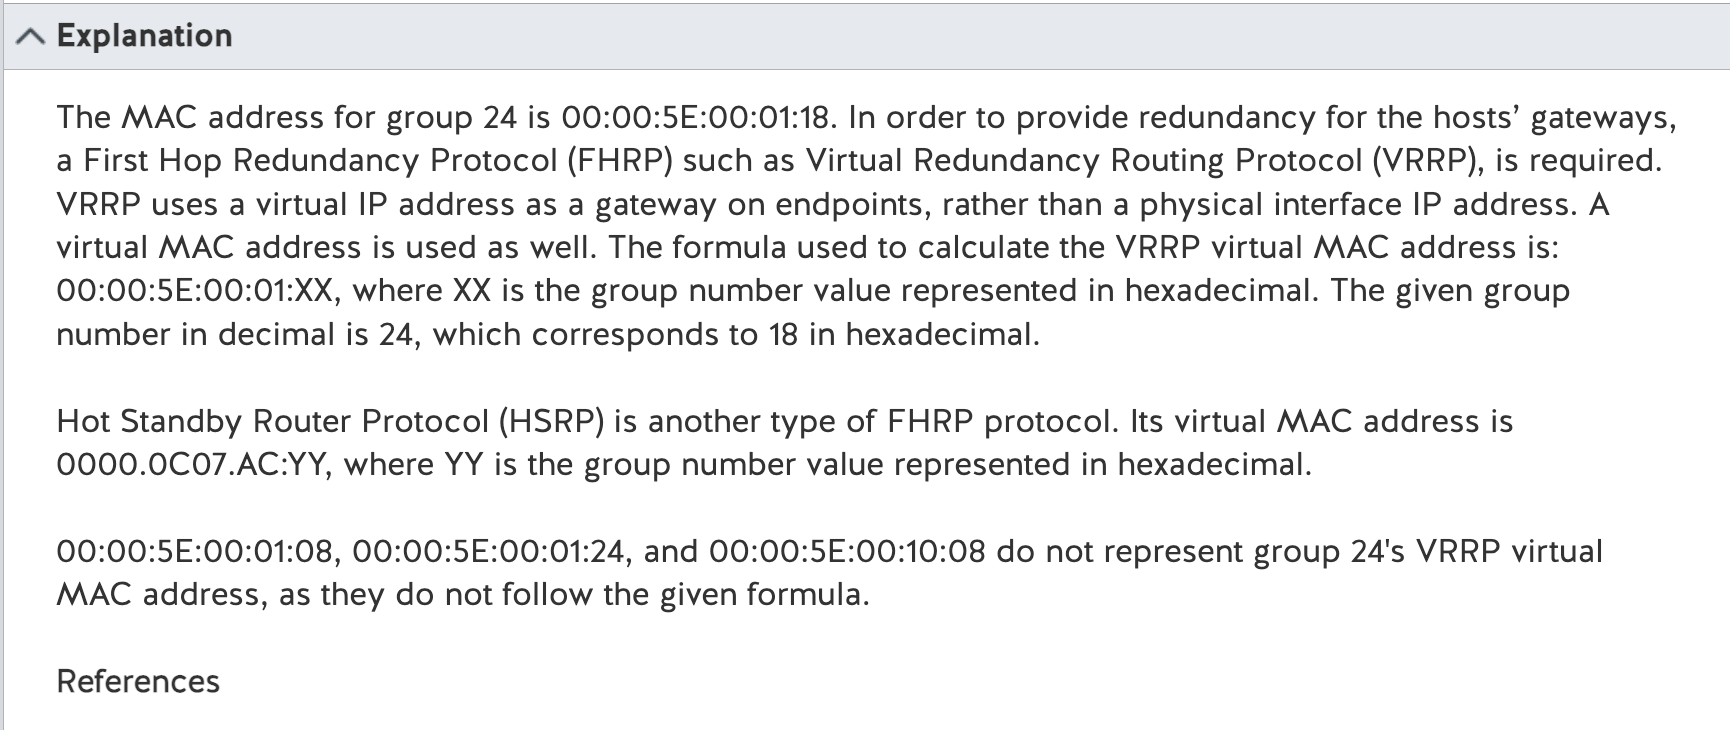 Explanation
The MAC address for group 24 is 00:00:5E:00:01:18. In order to provide redundancy for the hosts’ gateways,
a First Hop Redundancy Protocol (FHRP) such as Virtual Redundancy Routing Protocol (VRRP), is required.
VRRP uses a virtual IP address as a gateway on endpoints, rather than a physical interface IP address. A
virtual MAC address is used as well. The formula used to calculate the VRRP virtual MAC address is:
00:00:5E:00:01:XX, where XX is the group number value represented in hexadecimal. The given group
number in decimal is 24, which corresponds to 18 in hexadecimal.
Hot Standby Router Protocol (HSRP) is another type of FHRP protocol. Its virtual MAC address is
0000.0C07.AC:YY, where YY is the group number value represented in hexadecimal.
00:00:5E:00:01:08, 00:00:5E:00:01:24, and 00:00:5E:00:10:08 do not represent group 24's VRRP virtual
MAC address, as they do not follow the given formula.
References